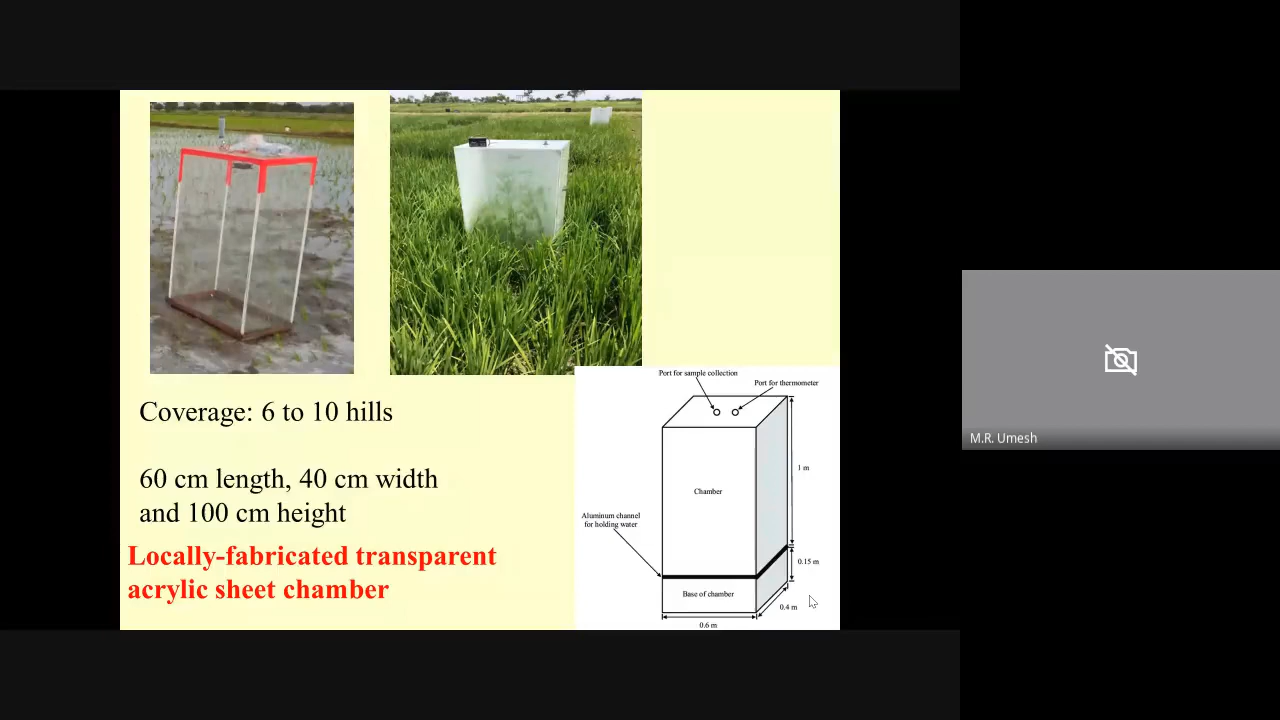 Coverage: 6 to 10 hills
60 cm length, 40 cm width
and 100 cm height
Locally-fabricated transparent
acrylic sheet chamber
Port for sample collection
Port for thermometer
1 m
Chamber
Aluminum channel
for holding water
0.15 m
Base of chamber
0.4 m
0.6 m
M.R. Umesh